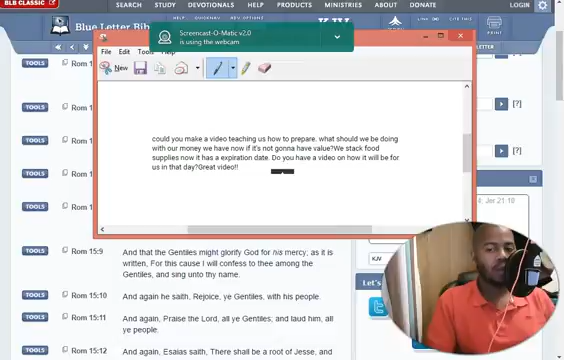 BLB CLASSIC
SEARCH STUDY DEVOTIONALS HELP PRODUCTS MINISTRIES ABOUT
LOGIN
Blue Letter Bib
Screencast-O-Matic v2.0
is using the webcam
File Edit View Tools Help
New
could you make a video teaching us how to prepare. what should we be doing
with our money we have now if it's not gonna have value?We stack food
supplies now it has a expiration date. Do you have a video on how it will be for
us in that day?Great video!!
TOOLS Rom 1
TOOLS Rom 1
TOOLS Rom 1
TOOLS Rom 1
TOOLS Rom 1
TOOLS Rom 15:9 And that the Gentiles might glorify God for his mercy; as it is
written, For this cause I will confess to thee among the
Gentiles, and sing unto thy name.
TOOLS Rom 15:10 And again he saith, Rejoice, ye Gentiles, with his people.
TOOLS Rom 15:11 And again, Praise the Lord, all ye Gentiles; and laud him, all
ye people.
TOOLS Rom 15:12 And again, Esaias saith, There shall be a root of Jesse, and
LETTER
[?]
[?]
Jer 21:10
KJV
Let's